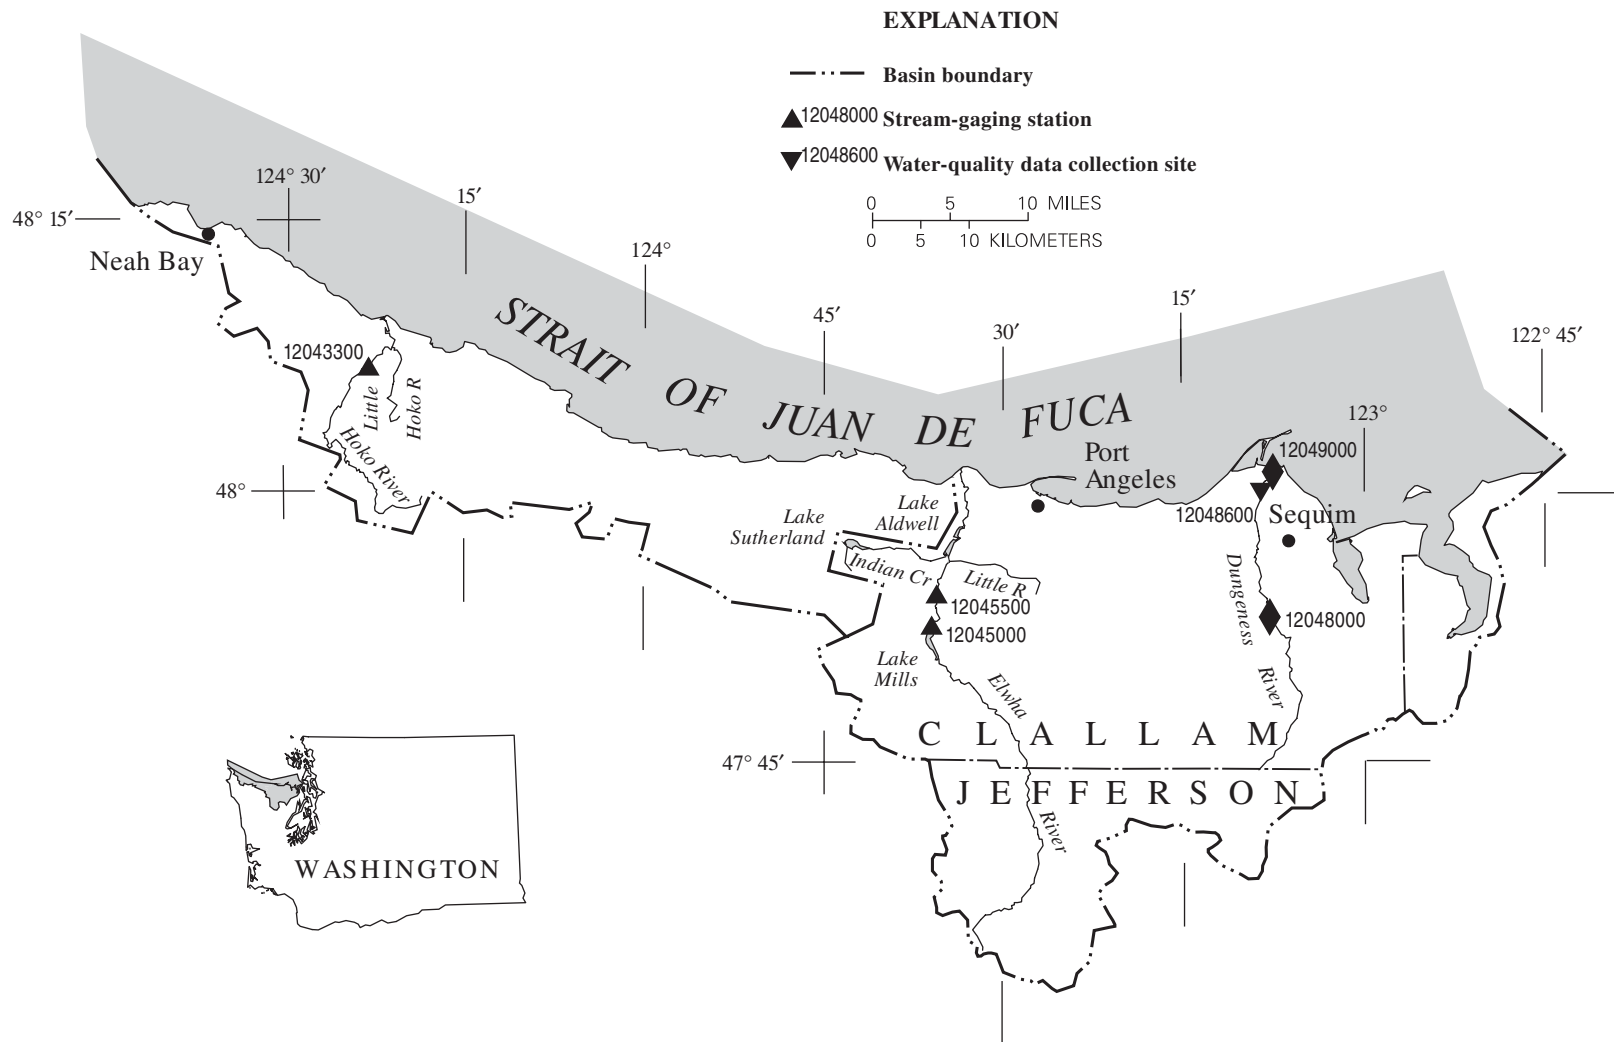 EXPLANATION
Basin boundary
12048000 Stream-gaging station
12048600 Water-quality data collection site
0 5 10 MILES
0 5 10 KILOMETERS
124° 30′
15′
124°
45′
30′
15′
122° 45′
123°
48° 15′
48°
47° 45′
Neah Bay
STRAIT OF JUAN DE FUCA
12043300
Little
Hoko R
Hoko River
Port
Angeles
12049000
12048600
Sequim
Lake
Aldwell
Lake
Sutherland
Indian Cr
Little R
12045500
12045000
Lake
Mills
Elwha
River
Dungeness
River
12048000
CLALLAM
JEFFERSON
WASHINGTON